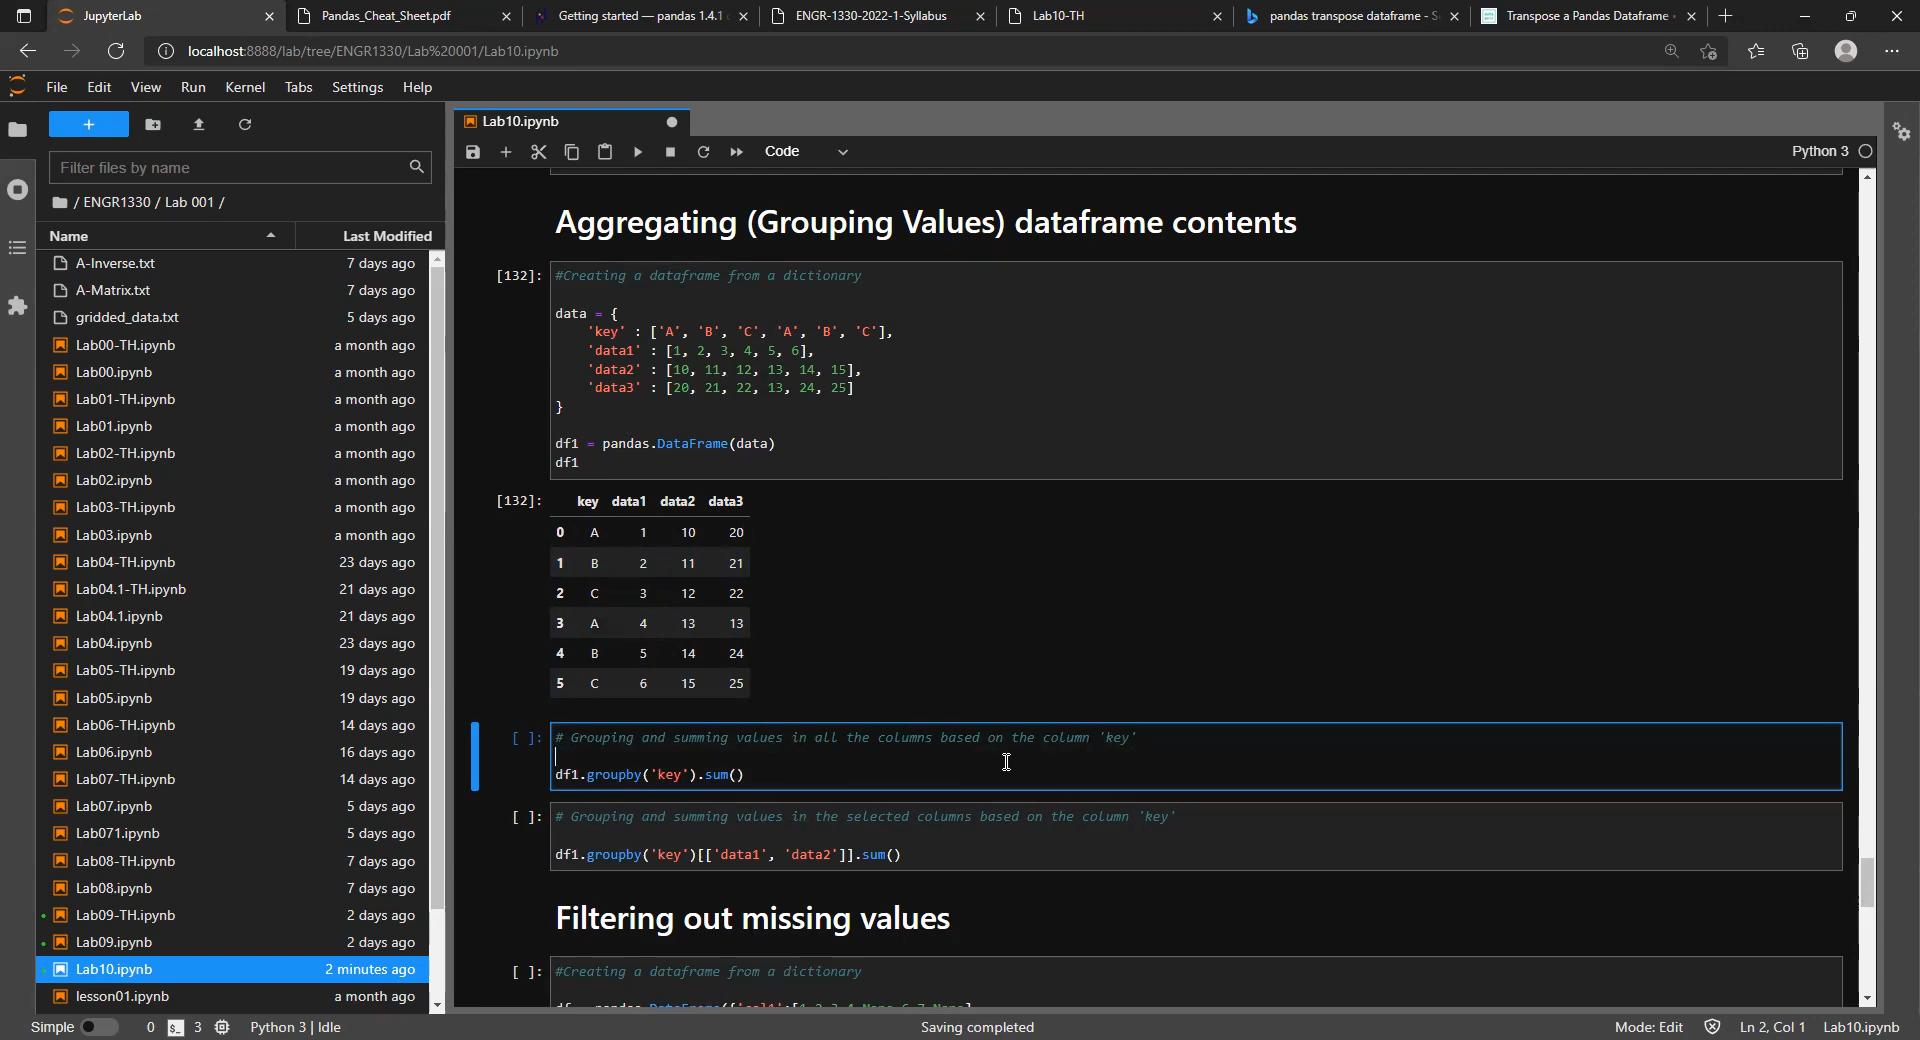 JupyterLab
Pandas_Cheat_Sheet.pdf
Getting started — pandas 1.4.1
ENGR-1330-2022-1-Syllabus
Lab10-TH
pandas transpose dataframe - S
Transpose a Pandas Dataframe
localhost:8888/lab/tree/ENGR1330/Lab%20001/Lab10.ipynb
File Edit View Run Kernel Tabs Settings Help
Filter files by name
/ ENGR1330 / Lab 001 /
Name Last Modified
A-Inverse.txt 7 days ago
A-Matrix.txt 7 days ago
gridded_data.txt 5 days ago
Lab00-TH.ipynb a month ago
Lab00.ipynb a month ago
Lab01-TH.ipynb a month ago
Lab01.ipynb a month ago
Lab02-TH.ipynb a month ago
Lab02.ipynb a month ago
Lab03-TH.ipynb a month ago
Lab03.ipynb a month ago
Lab04-TH.ipynb 23 days ago
Lab04.1-TH.ipynb 21 days ago
Lab04.1.ipynb 21 days ago
Lab04.ipynb 23 days ago
Lab05-TH.ipynb 19 days ago
Lab05.ipynb 19 days ago
Lab06-TH.ipynb 14 days ago
Lab06.ipynb 16 days ago
Lab07-TH.ipynb 14 days ago
Lab07.ipynb 5 days ago
Lab071.ipynb 5 days ago
Lab08-TH.ipynb 7 days ago
Lab08.ipynb 7 days ago
Lab09-TH.ipynb 2 days ago
Lab09.ipynb 2 days ago
Lab10.ipynb 2 minutes ago
lesson01.ipynb a month ago
Lab10.ipynb
Code
Python 3
Aggregating (Grouping Values) dataframe contents
[132]: #Creating a dataframe from a dictionary
data = {
'key' : ['A', 'B', 'C', 'A', 'B', 'C'],
'data1' : [1, 2, 3, 4, 5, 6],
'data2' : [10, 11, 12, 13, 14, 15],
'data3' : [20, 21, 22, 13, 24, 25]
}
df1 = pandas.DataFrame(data)
df1
[132]: key data1 data2 data3
0 A 1 10 20
1 B 2 11 21
2 C 3 12 22
3 A 4 13 13
4 B 5 14 24
5 C 6 15 25
[ ]: # Grouping and summing values in all the columns based on the column 'key'
df1.groupby('key').sum()
[ ]: # Grouping and summing values in the selected columns based on the column 'key'
df1.groupby('key')[['data1', 'data2']].sum()
Filtering out missing values
[ ]: #Creating a dataframe from a dictionary
Simple 0 3 Python 3 | Idle Saving completed Mode: Edit Ln 2, Col 1 Lab10.ipynb